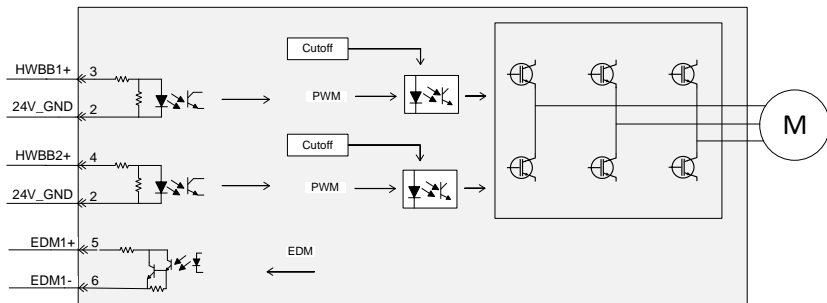 Cutoff
HWBB1+ 3
PWM
24V_GND 2
M
Cutoff
HWBB2+ 4
PWM
24V_GND 2
EDM1+ 5
EDM
EDM1- 6